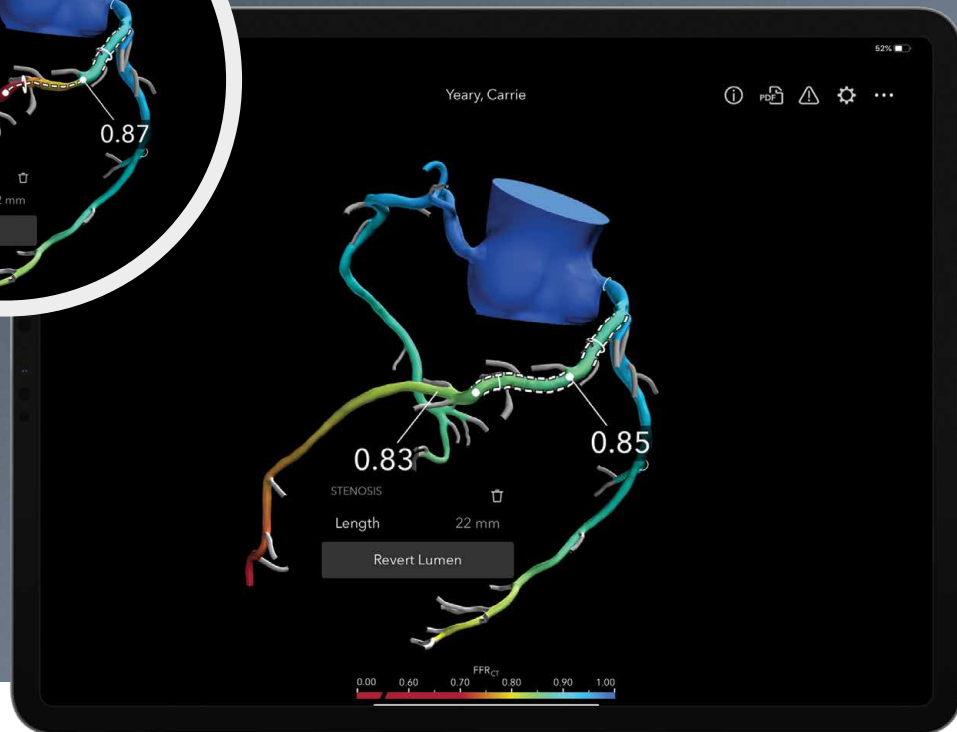 0.87
mm
52%
Yeary, Carrie
PDF
0.85
0.83
STENOSIS
Length 22 mm
Revert Lumen
FFRCT
0.00 0.60 0.70 0.80 0.90 1.00